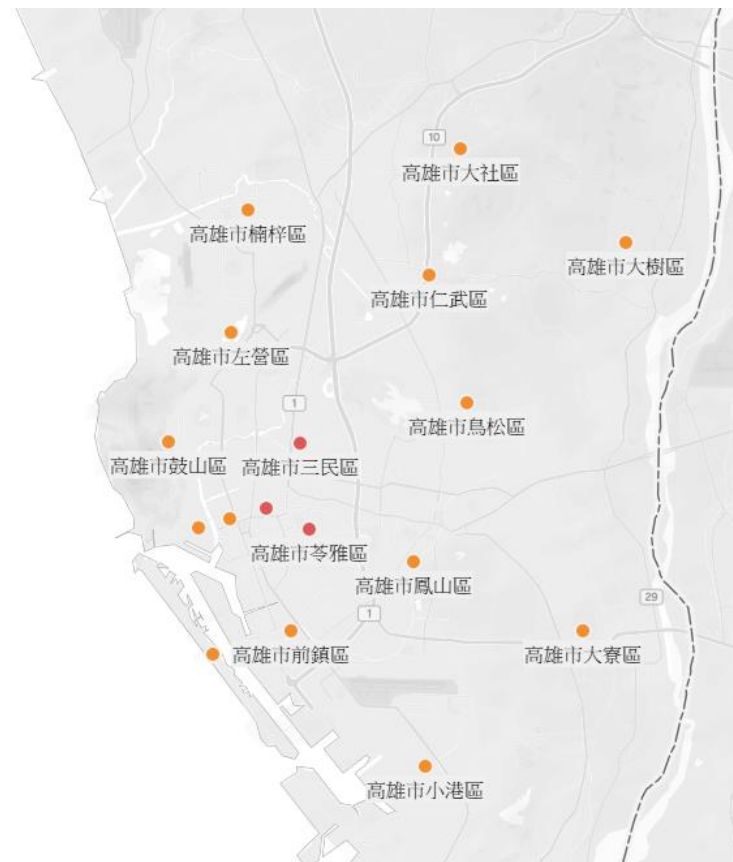 10
高雄市大社區
高雄市楠梓區
高雄市大樹區
高雄市仁武區
高雄市左營區
1
高雄市鳥松區
高雄市鼓山區
高雄市三民區
高雄市苓雅區
高雄市鳳山區
29
1
高雄市前鎮區
高雄市大寮區
高雄市小港區